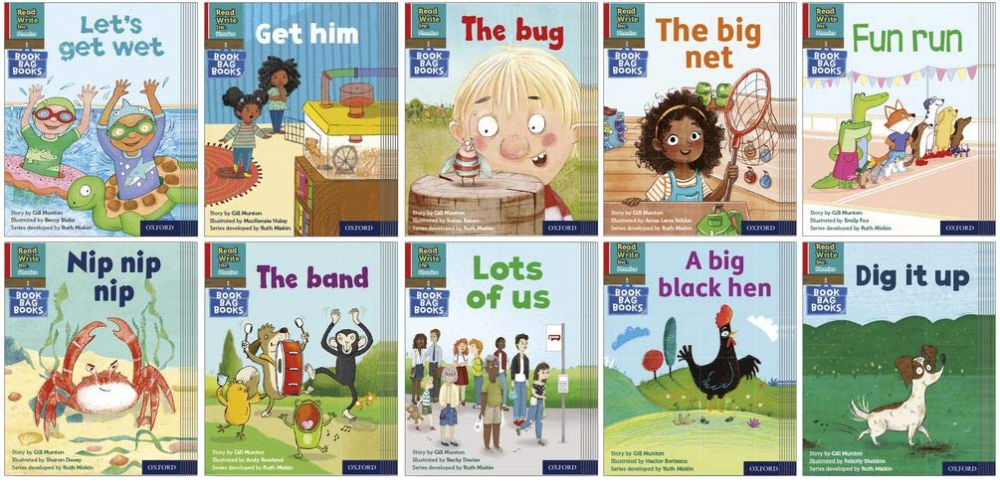 Read
Write
Inc.
Phonics
BOOK
BAG
BOOKS
Let's
get wet
Story by Gill Munton
Illustrated by Beccy Blake
Series developed by Ruth Miskin
OXFORD
Read
Write
Inc.
Phonics
BOOK
BAG
BOOKS
Get him
Story by Gill Munton
Illustrated by MacKenzie Haley
Series developed by Ruth Miskin
OXFORD
Read
Write
Inc.
Phonics
BOOK
BAG
BOOKS
The bug
Story by Gill Munton
Illustrated by Susan Batori
Series developed by Ruth Miskin
OXFORD
Read
Write
Inc.
Phonics
BOOK
BAG
BOOKS
The big
net
Story by Gill Munton
Illustrated by Anna-Lena Kühler
Series developed by Ruth Miskin
OXFORD
Read
Write
Inc.
Phonics
BOOK
BAG
BOOKS
Fun run
Story by Gill Munton
Illustrated by Emily Fox
Series developed by Ruth Miskin
OXFORD
Read
Write
Inc.
Phonics
BOOK
BAG
BOOKS
Nip nip
nip
Story by Gill Munton
Illustrated by Sharon Davey
Series developed by Ruth Miskin
OXFORD
Read
Write
Inc.
Phonics
BOOK
BAG
BOOKS
The band
Story by Gill Munton
Illustrated by Andy Rowland
Series developed by Ruth Miskin
OXFORD
Read
Write
Inc.
Phonics
BOOK
BAG
BOOKS
Lots
of us
Story by Gill Munton
Illustrated by Becky Davies
Series developed by Ruth Miskin
OXFORD
Read
Write
Inc.
Phonics
BOOK
BAG
BOOKS
A big
black hen
Story by Gill Munton
Illustrated by Hector Borlasca
Series developed by Ruth Miskin
OXFORD
Read
Write
Inc.
Phonics
BOOK
BAG
BOOKS
Dig it up
Story by Gill Munton
Illustrated by Felicity Sheldon
Series developed by Ruth Miskin
OXFORD